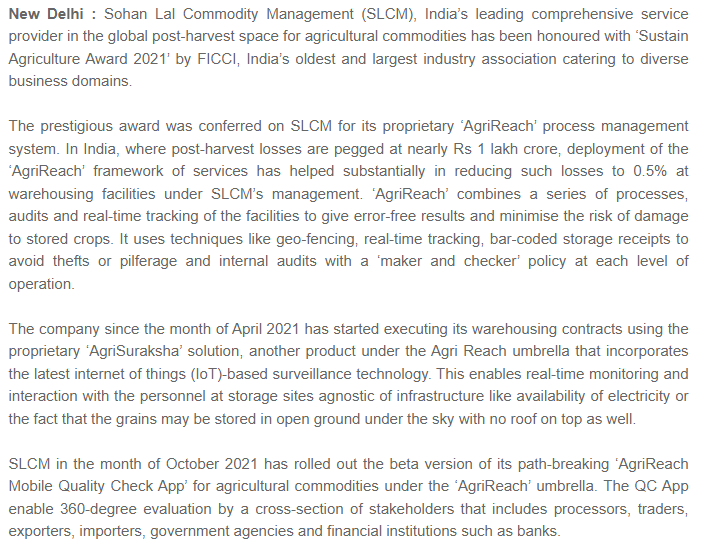 New Delhi : Sohan Lal Commodity Management (SLCM), India’s leading comprehensive service
provider in the global post-harvest space for agricultural commodities has been honoured with ‘Sustain
Agriculture Award 2021’ by FICCI, India’s oldest and largest industry association catering to diverse
business domains.
The prestigious award was conferred on SLCM for its proprietary ‘AgriReach’ process management
system. In India, where post-harvest losses are pegged at nearly Rs 1 lakh crore, deployment of the
‘AgriReach’ framework of services has helped substantially in reducing such losses to 0.5% at
warehousing facilities under SLCM’s management. ‘AgriReach’ combines a series of processes,
audits and real-time tracking of the facilities to give error-free results and minimise the risk of damage
to stored crops. It uses techniques like geo-fencing, real-time tracking, bar-coded storage receipts to
avoid thefts or pilferage and internal audits with a ‘maker and checker’ policy at each level of
operation.
The company since the month of April 2021 has started executing its warehousing contracts using the
proprietary ‘AgriSuraksha’ solution, another product under the Agri Reach umbrella that incorporates
the latest internet of things (IoT)-based surveillance technology. This enables real-time monitoring and
interaction with the personnel at storage sites agnostic of infrastructure like availability of electricity or
the fact that the grains may be stored in open ground under the sky with no roof on top as well.
SLCM in the month of October 2021 has rolled out the beta version of its path-breaking ‘AgriReach
Mobile Quality Check App’ for agricultural commodities under the ‘AgriReach’ umbrella. The QC App
enable 360-degree evaluation by a cross-section of stakeholders that includes processors, traders,
exporters, importers, government agencies and financial institutions such as banks.